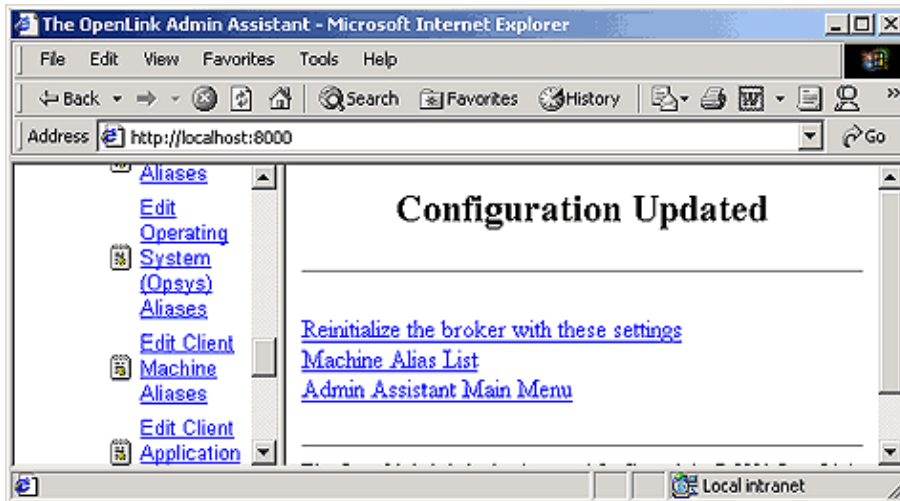 The OpenLink Admin Assistant - Microsoft Internet Explorer
File Edit View Favorites Tools Help
Back Search Favorites History »
Address http://localhost:8000 Go
Aliases
Edit
Operating
System
(Opsys)
Aliases
Edit Client
Machine
Aliases
Edit Client
Application
Configuration Updated
Reinitialize the broker with these settings
Machine Alias List
Admin Assistant Main Menu
Local intranet